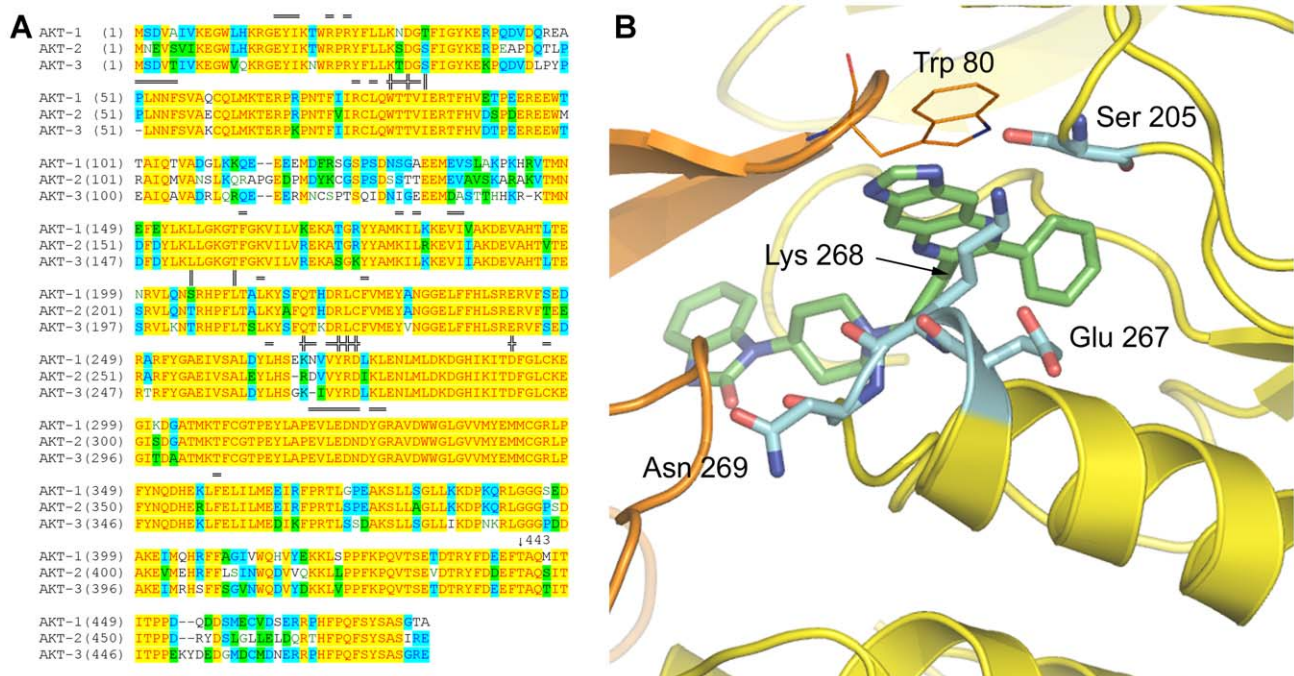 A
AKT-1 (1) MSDVAIVKEGWLHKRGEYIKTWRPRYFLLKNDGTFIGYKERPQDVDQREA
AKT-2 (1) MNEVSVIKEGWLHKRGEYIKTWRPRYFLLKSDGSFIGYKERPEAPDQTLP
AKT-3 (1) MSDVTIVKEGWVQKRGEYIKNWRPRYFLLKTDGSFIGYKEKPQDVDLPYP
AKT-1 (51) PLNNFSVAQCQLMKTERPRPNTFIIRCLQWTTVIERTFHVETPEEREEWT
AKT-2 (51) PLNNFSVAECQLMKTERPRPNTFVIRCLQWTTVIERTFHVDSPDEREEWM
AKT-3 (51) -LNNFSVAKCQLMKTERPKPNTFIIRCLQWTTVIERTFHVDTPEEREEWT
AKT-1(101) TAIQTVADGLKKQE--EEEMDFRSGSPSDNSGAEEMEVSLAKPKHRVTMN
AKT-2(101) RAIQMVANSLKQRAPGEDPMDYKCGSPSDSSTTEEMEVAVSKARAKVTMN
AKT-3(100) EAIQAVADRLQRQE--EERMNCSPTSQIDNIGEEEMDASTTHHKR-KTMN
AKT-1(149) EFEYLKLLGKGTFGKVILVKEKATGRYYAMKILKKEVIVAKDEVAHTLTE
AKT-2(151) DFDYLKLLGKGTFGKVILVREKATGRYYAMKILRKEVIIAKDEVAHTVTE
AKT-3(147) DFDYLKLLGKGTFGKVILVREKASGKYYAMKILKKEVIIAKDEVAHTLTE
AKT-1(199) NRVLQNSRHPFLTALKYSFQTHDRLCFVMEYANGGELFFHLSRERVFSED
AKT-2(201) SRVLQNTRHPFLTALKYAFQTHDRLCFVMEYANGGELFFHLSRERVFTEE
AKT-3(197) SRVLKNTRHPFLTSLKYSFQTKDRLCFVMEYVNGGELFFHLSRERVFSED
AKT-1(249) RARFYGAEIVSALDYLHSEKNVVYRDLKLENLMLDKDGHIKITDFGLCKE
AKT-2(251) RARFYGAEIVSALEYLHS-RDVVYRDIKLENLMLDKDGHIKITDFGLCKE
AKT-3(247) RTRFYGAEIVSALDYLHSGK-IVYRDLKLENLMLDKDGHIKITDFGLCKE
AKT-1(299) GIKDGATMKTFCGTPEYLAPEVLEDNDYGRAVDWWGLGVVMYEMMCGRLP
AKT-2(300) GISDGATMKTFCGTPEYLAPEVLEDNDYGRAVDWWGLGVVMYEMMCGRLP
AKT-3(296) GITDAATMKTFCGTPEYLAPEVLEDNDYGRAVDWWGLGVVMYEMMCGRLP
AKT-1(349) FYNQDHEKLFELILMEEIRFPRTLGPEAKSLLSGLLKKDPKQRLGGGSED
AKT-2(350) FYNQDHERLFELILMEEIRFPRTLSPEAKSLLAGLLKKDPKQRLGGGPSD
AKT-3(346) FYNQDHEKLFELILMEDIKFPRTLSSDAKSLLSGLLIKDPNKRLGGGPDD
↓443
AKT-1(399) AKEIMQHRFFAGIVWQHVYEKKLSPPFKPQVTSETDTRYFDEEFTAQMIT
AKT-2(400) AKEVMEHRFFLSINWQDVVQKKLLPPFKPQVTSEVDTRYFDDEFTAQSIT
AKT-3(396) AKEIMRHSFFSGVNWQDVYDKKLVPPFKPQVTSETDTRYFDEEFTAQTIT
AKT-1(449) ITPPD--QDDSMECVDSERRPHFPQFSYSASGTA
AKT-2(450) ITPPD--RYDSLGLLELDQRTHFPQFSYSASIRE
AKT-3(446) ITPPEKYDEDGMDCMDNERRPHFPQFSYSASGRE
B
Trp 80
Ser 205
Lys 268
Glu 267
Asn 269